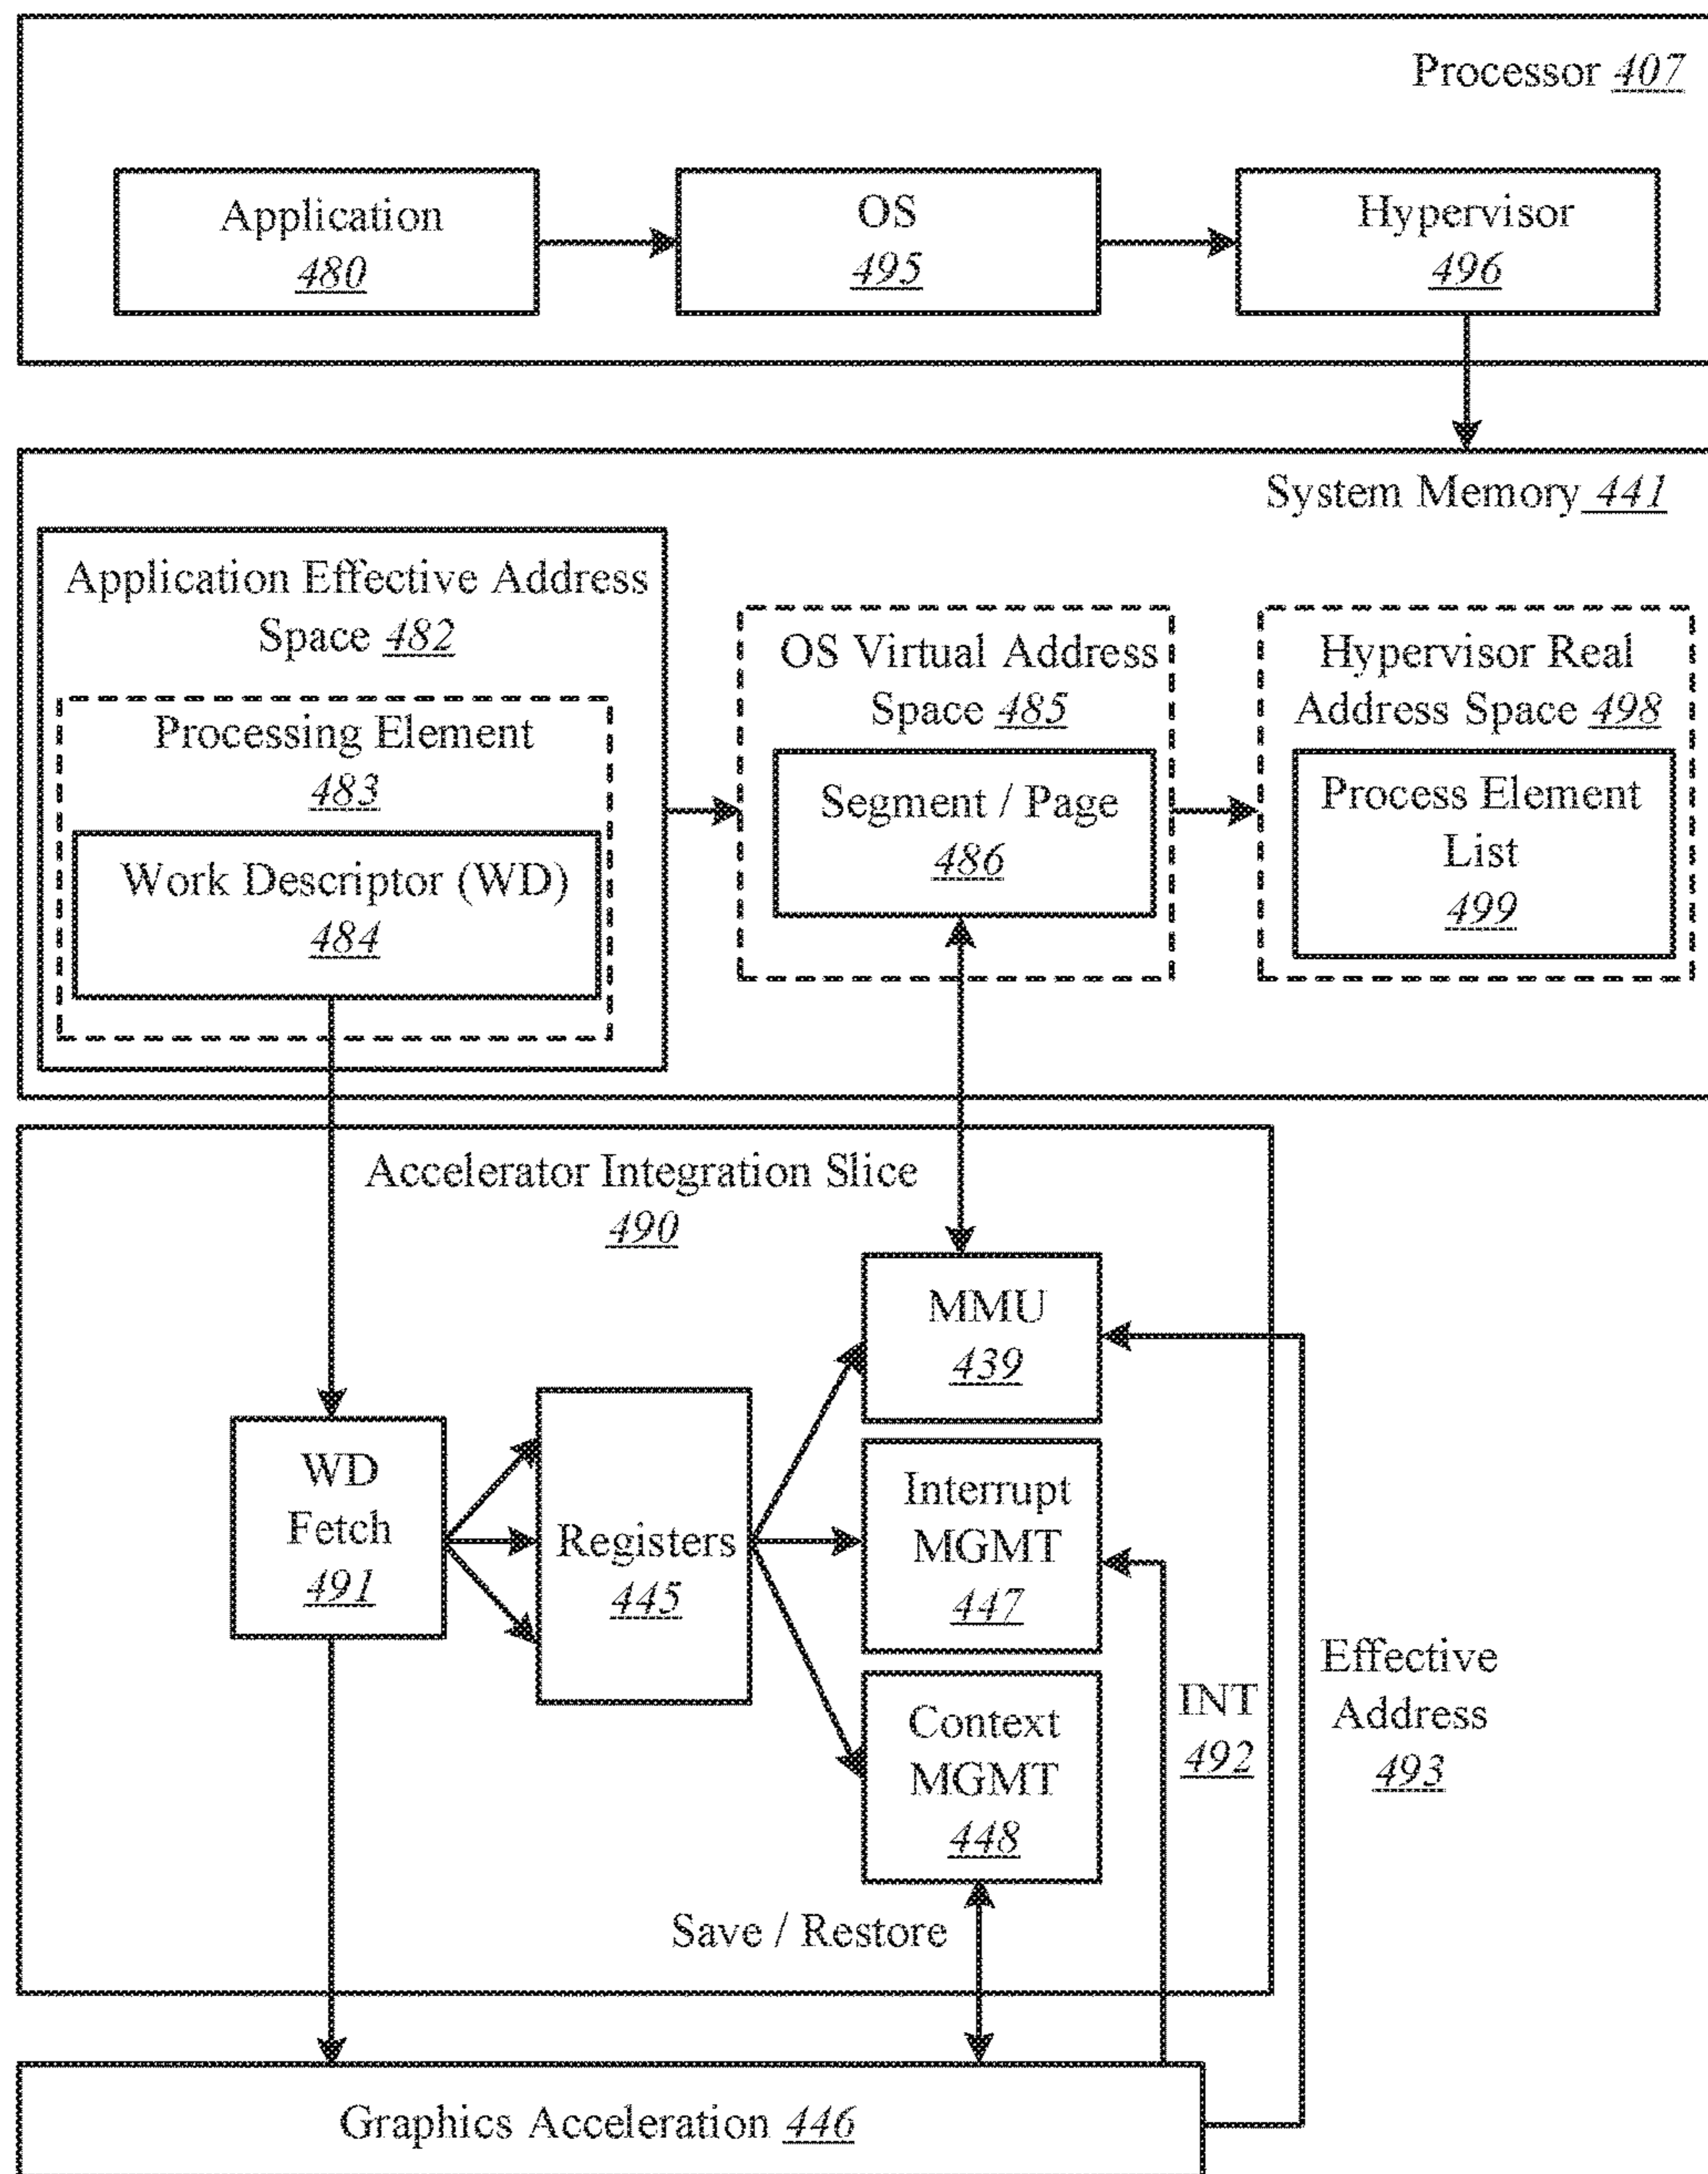 Processor 407
Application
480
OS
495
Hypervisor
496
System Memory 441
Application Effective Address
Space 482
Processing Element
483
Work Descriptor (WD)
484
OS Virtual Address
Space 485
Segment / Page
486
Hypervisor Real
Address Space 498
Process Element
List
499
Accelerator Integration Slice
490
MMU
439
WD
Fetch
491
Registers
445
Interrupt
MGMT
447
Context
MGMT
448
INT
492
Effective
Address
493
Save / Restore
Graphics Acceleration 446